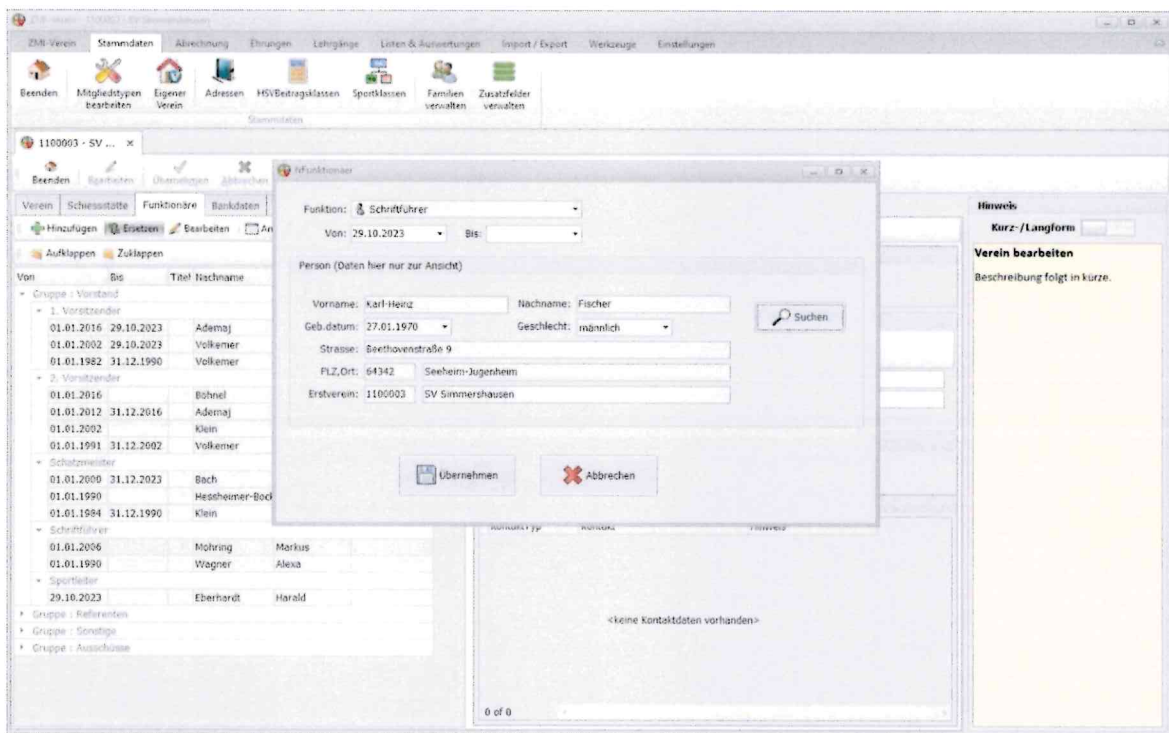 ZMI-Verein - 1100003 - SV Simmershausen
ZMI-Verein Stammdaten Abrechnung Ehrungen Lehrgänge Listen & Auswertungen Import / Export Werkzeuge Einstellungen
Beenden Mitgliedstypen bearbeiten Eigener Verein Adressen HSVBeitragsklassen Sportklassen Familien verwalten Zusatzfelder verwalten
Stammdaten
1100003 - SV ... ×
Beenden Bearbeiten Übernehmen Abbrechen
Verein Schiessstätte Funktionäre Bankdaten
Hinzufügen Ersetzen Bearbeiten An
Aufklappen Zuklappen
Von Bis Titel Nachname
Gruppe : Vorstand
1. Vorsitzender
01.01.2016 29.10.2023 Ademaj
01.01.2002 29.10.2023 Volkemer
01.01.1982 31.12.1990 Volkemer
2. Vorsitzender
01.01.2016 Böhnel
01.01.2012 31.12.2016 Ademaj
01.01.2002 Klein
01.01.1991 31.12.2002 Volkemer
Schatzmeister
01.01.2000 31.12.2023 Bach
01.01.1990 Hessheimer-Bock
01.01.1984 31.12.1990 Klein
Schriftführer
01.01.2006 Mohring Markus
01.01.1990 Wagner Alexa
Sportleiter
29.10.2023 Eberhardt Harald
Gruppe : Referenten
Gruppe : Sonstige
Gruppe : Ausschüsse
NFunktionaer
Funktion: Schriftführer
Von: 29.10.2023 Bis:
Person (Daten hier nur zur Ansicht)
Vorname: Karl-Heinz Nachname: Fischer
Suchen
Geb.datum: 27.01.1970 Geschlecht: männlich
Strasse: Beethovenstraße 9
PLZ,Ort: 64342 Seeheim-Jugenheim
Erstverein: 1100003 SV Simmershausen
Übernehmen Abbrechen
KontaktTyp Kontakt Hinweis
<keine Kontaktdaten vorhanden>
0 of 0
Hinweis
Kurz-/Langform
Verein bearbeiten
Beschreibung folgt in kürze.